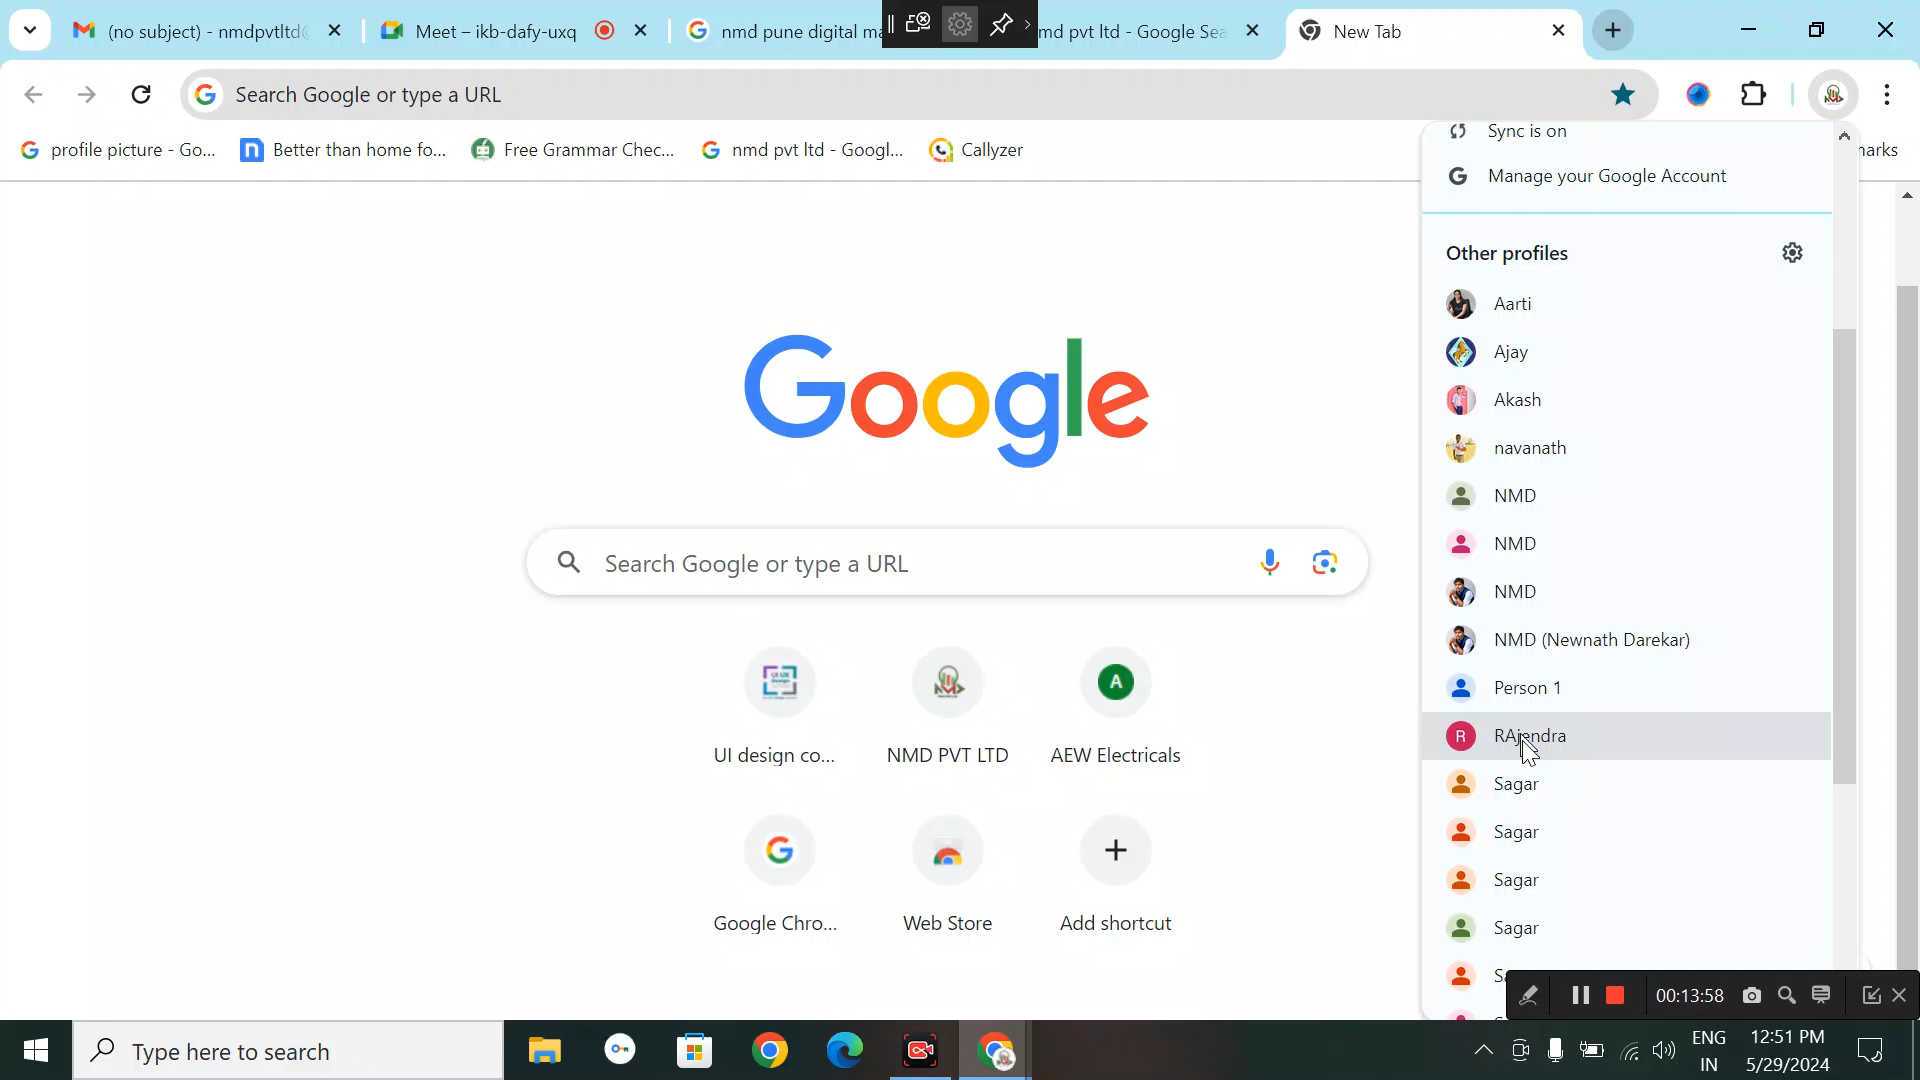 (no subject) - nmdpvtltd
Meet – ikb-dafy-uxq
nmd pune digital ma
md pvt ltd - Google Sea
New Tab
Search Google or type a URL
profile picture - Go...
Better than home fo...
Free Grammar Chec...
nmd pvt ltd - Googl...
Callyzer
arks
Sync is on
Manage your Google Account
Other profiles
Aarti
Ajay
Akash
navanath
NMD
NMD
NMD
NMD (Newnath Darekar)
Person 1
R RAjendra
Sagar
Sagar
Sagar
Sagar
Google
Search Google or type a URL
A
UI design co...
NMD PVT LTD
AEW Electricals
Google Chro...
Web Store
Add shortcut
00:13:58
Type here to search
ENG
IN
12:51 PM
5/29/2024